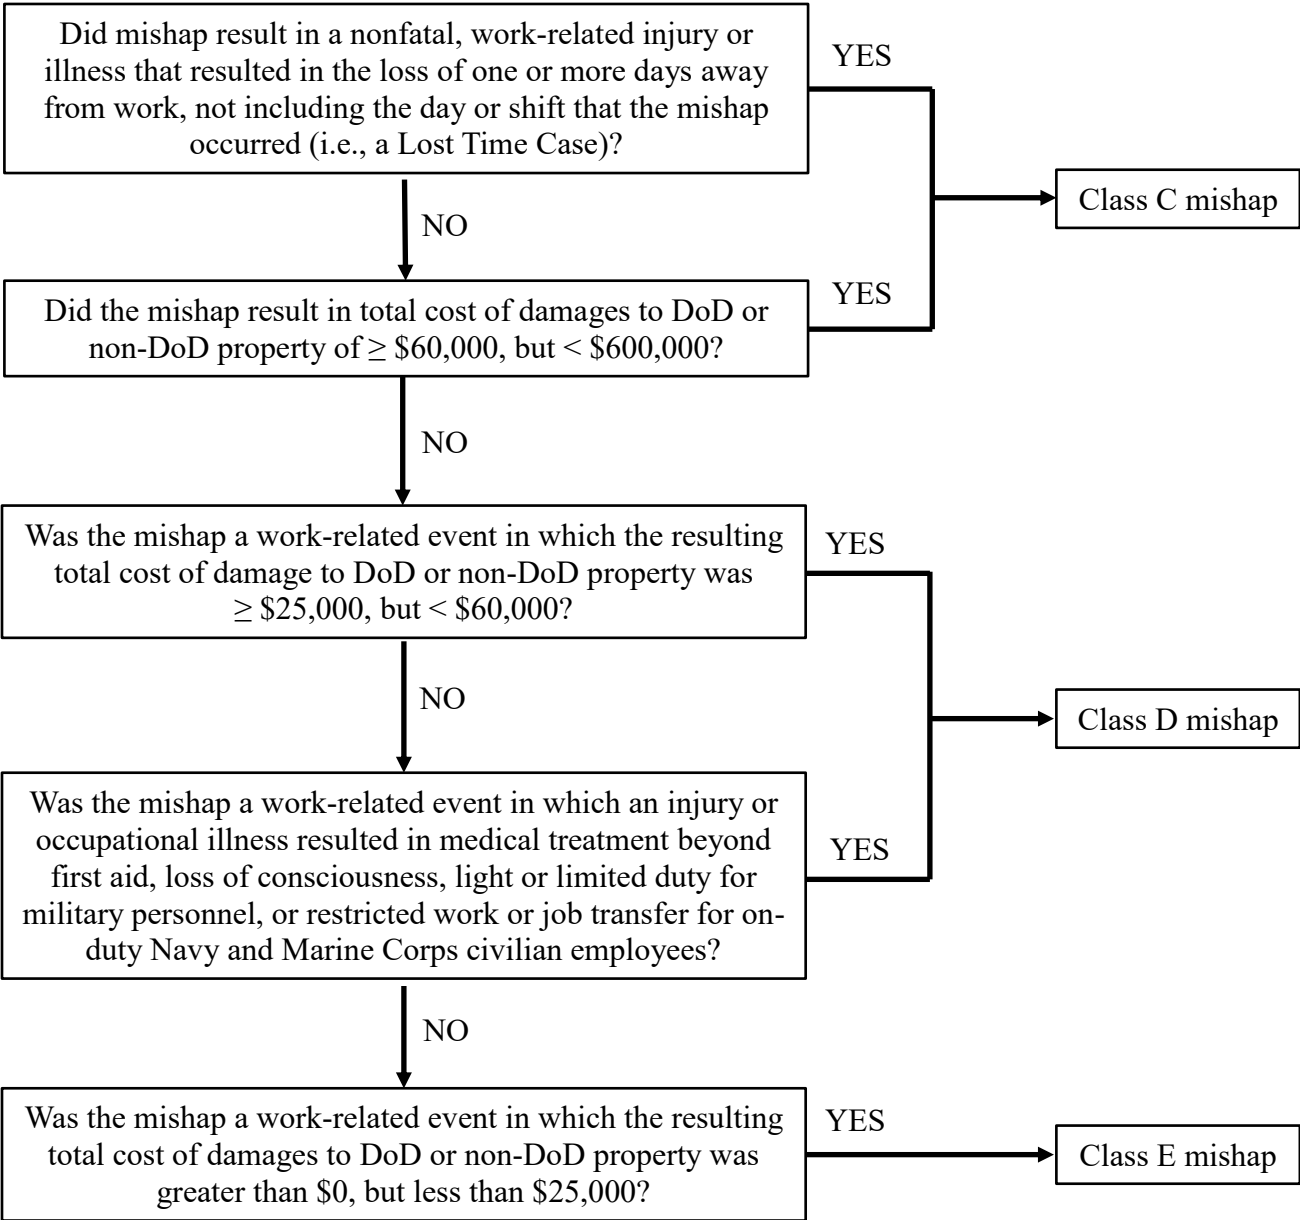 Did mishap result in a nonfatal, work-related injury or
illness that resulted in the loss of one or more days away
from work, not including the day or shift that the mishap
occurred (i.e., a Lost Time Case)?
YES
Class C mishap
NO
Did the mishap result in total cost of damages to DoD or
non-DoD property of ≥ $60,000, but < $600,000?
YES
NO
Was the mishap a work-related event in which the resulting
total cost of damage to DoD or non-DoD property was
≥ $25,000, but < $60,000?
YES
Class D mishap
NO
Was the mishap a work-related event in which an injury or
occupational illness resulted in medical treatment beyond
first aid, loss of consciousness, light or limited duty for
military personnel, or restricted work or job transfer for on-
duty Navy and Marine Corps civilian employees?
YES
NO
Was the mishap a work-related event in which the resulting
total cost of damages to DoD or non-DoD property was
greater than $0, but less than $25,000?
YES
Class E mishap